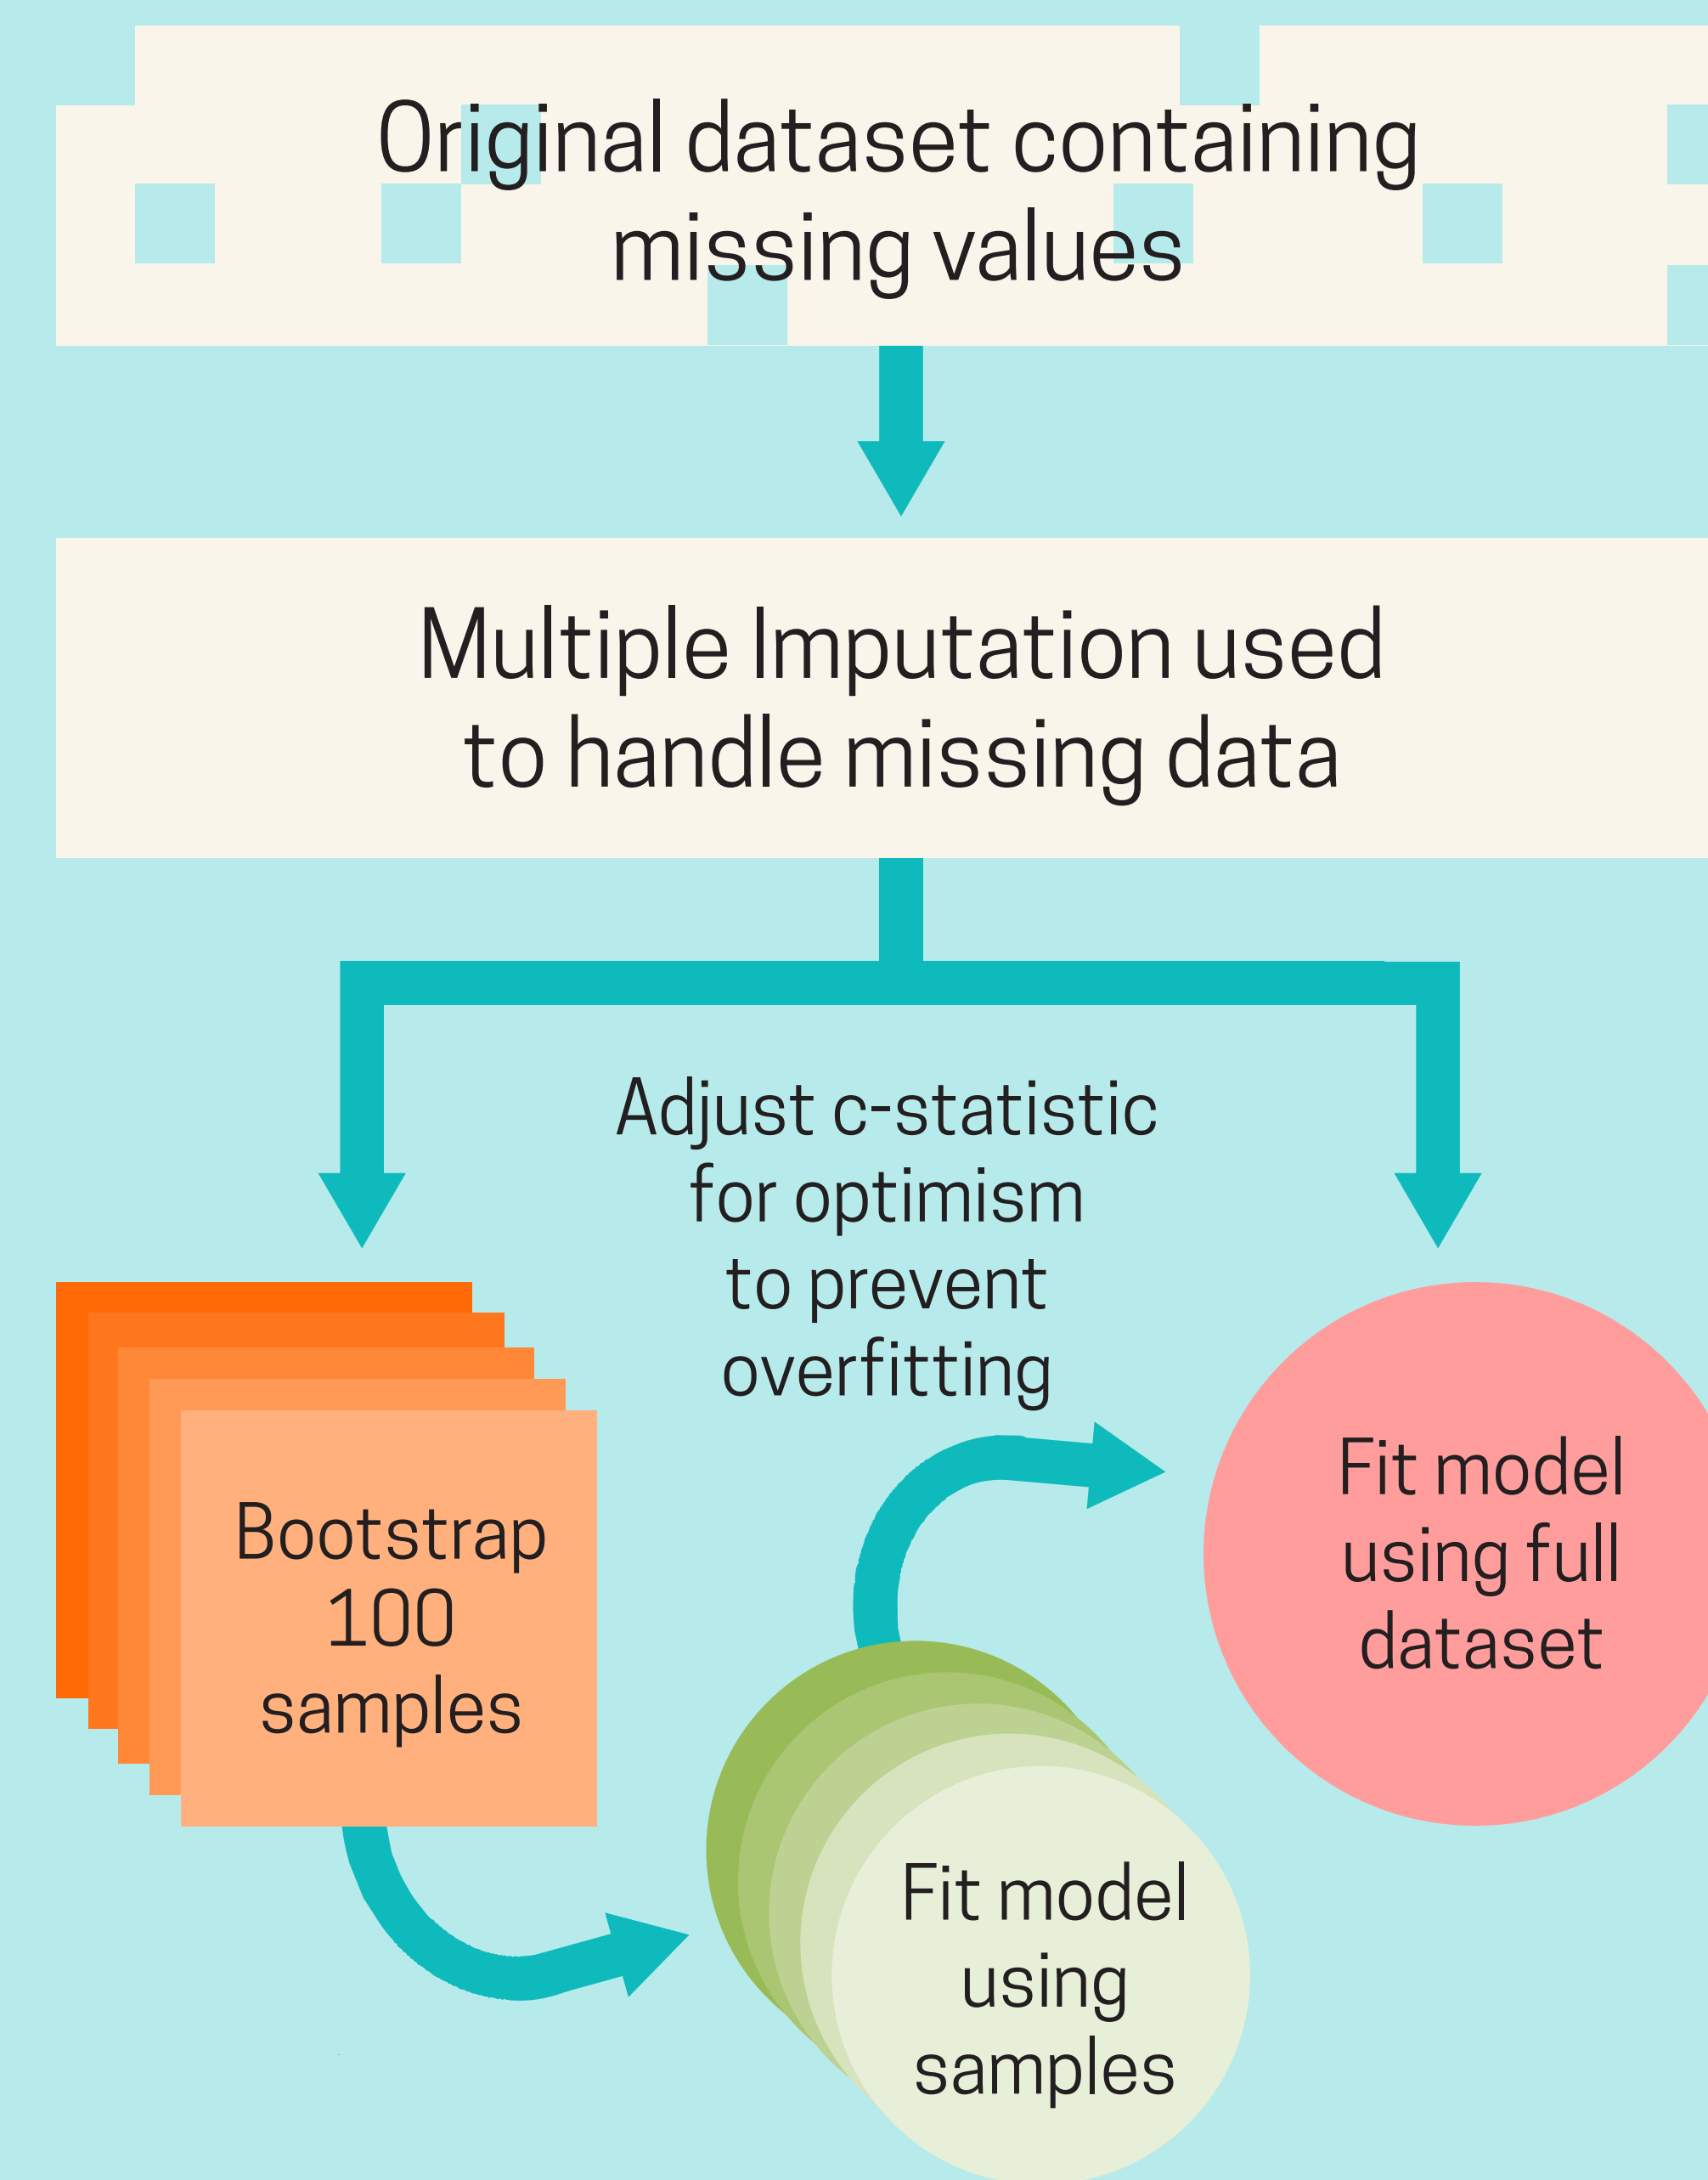 Original dataset containing
missing values
Multiple Imputation used
to handle missing data
Adjust c-statistic
for optimism
to prevent
overfitting
Bootstrap
100
samples
Fit model
using full
dataset
Fit model
using
samples